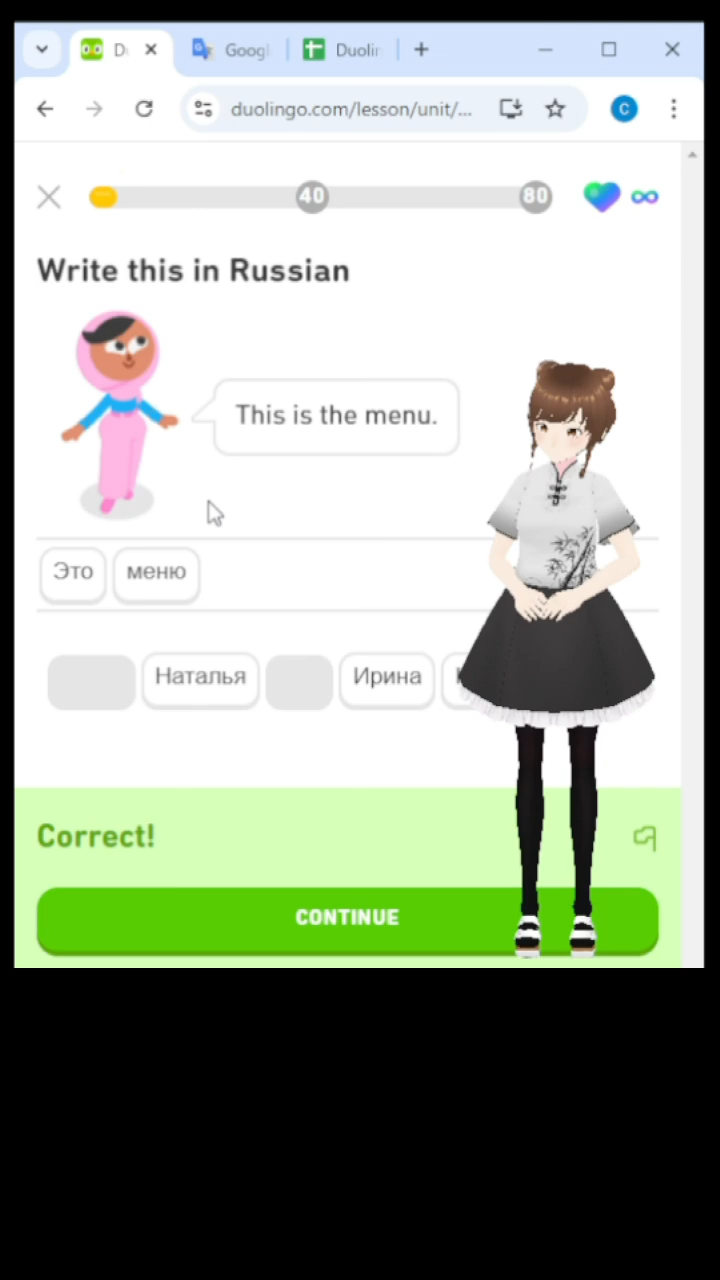 Googl
Duolin
duolingo.com/lesson/unit/...
C
40
80
Write this in Russian
This is the menu.
Это меню
Наталья Ирина
Correct!
CONTINUE